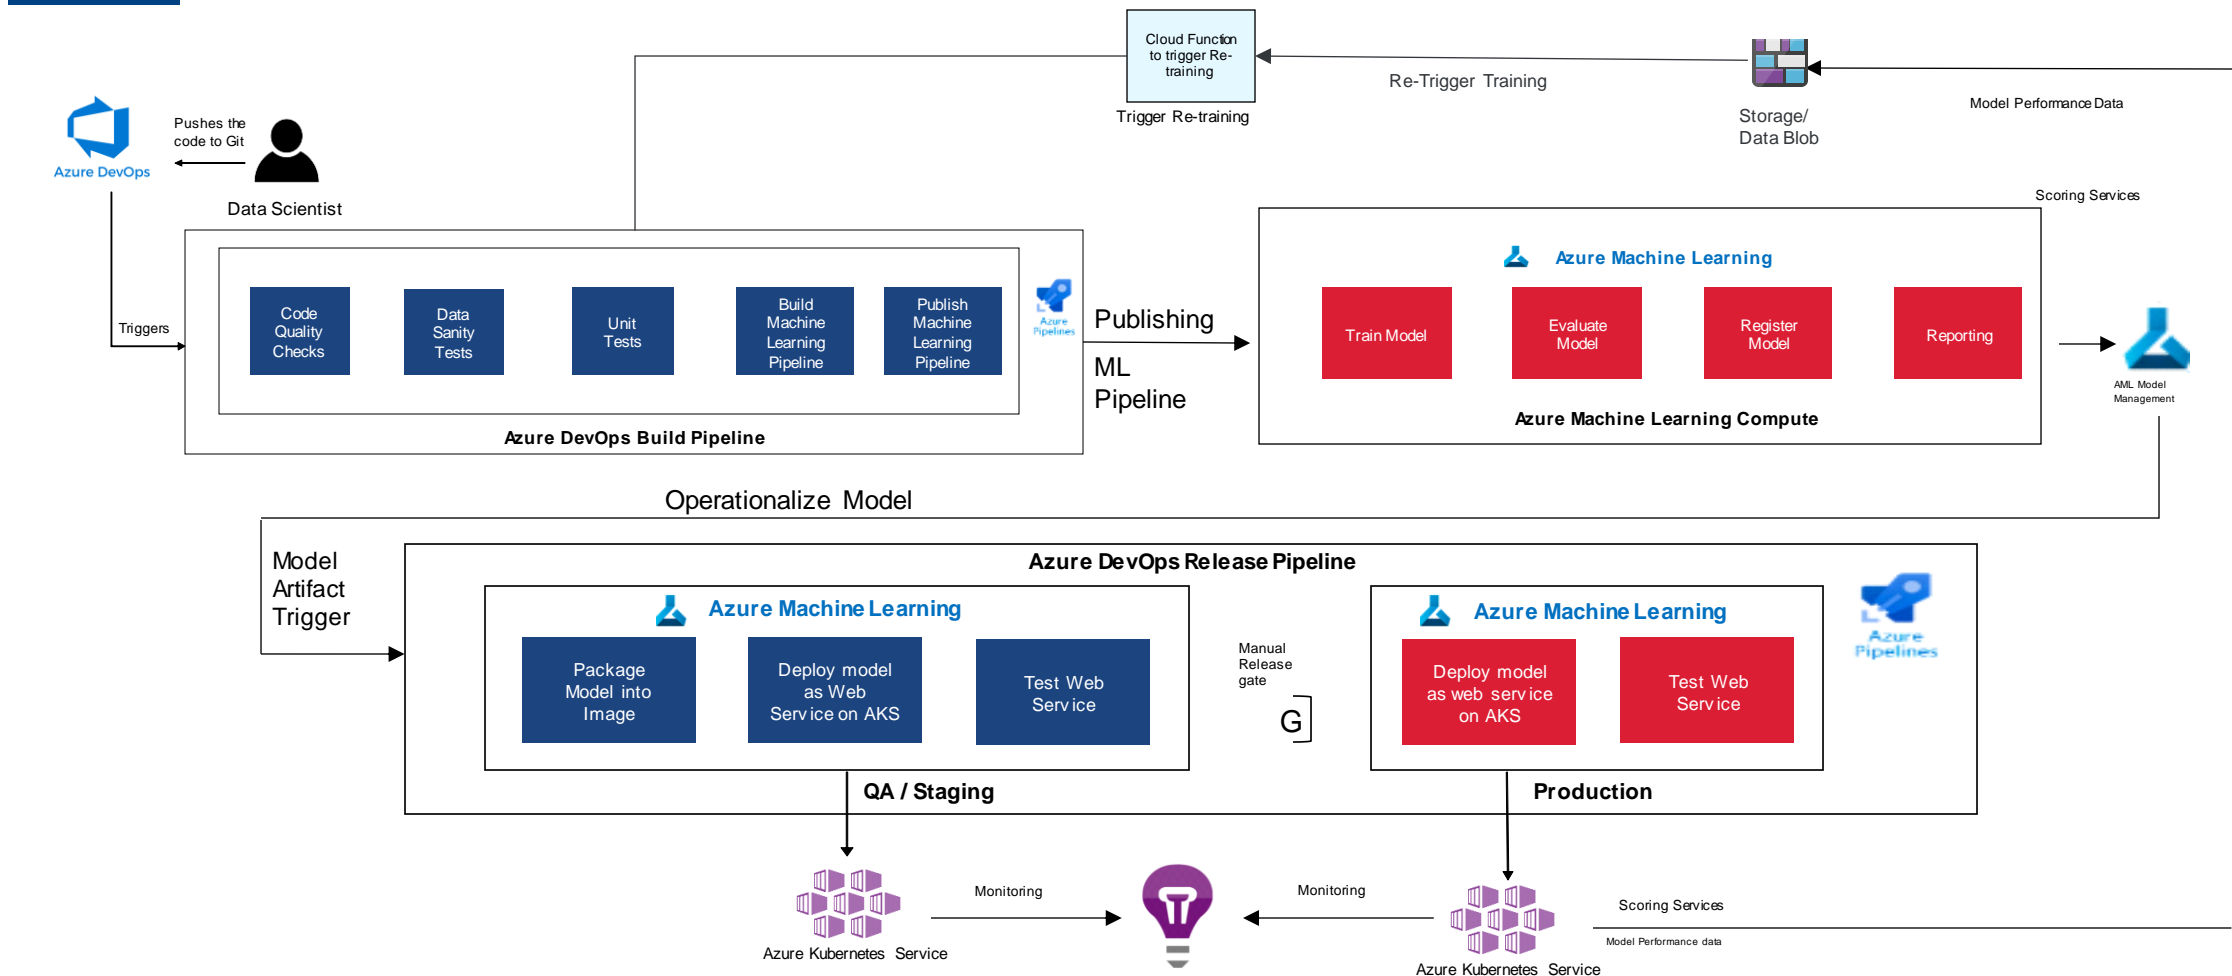 Cloud Function
to trigger Re-
training
Trigger Re-training
Re-Trigger Training
Storage/
Data Blob
Model Performance Data
Azure DevOps
Pushes the
code to Git
Data Scientist
Triggers
Code
Quality
Checks
Data
Sanity
Tests
Unit
Tests
Build
Machine
Learning
Pipeline
Publish
Machine
Learning
Pipeline
Azure
Pipelines
Azure DevOps Build Pipeline
Publishing
ML
Pipeline
Scoring Services
Azure Machine Learning
Train Model
Evaluate
Model
Register
Model
Reporting
Azure Machine Learning Compute
AML Model
Management
Operationalize Model
Model
Artifact
Trigger
Azure DevOps Release Pipeline
Azure Machine Learning
Package
Model into
Image
Deploy model
as Web
Service on AKS
Test Web
Service
QA / Staging
Manual
Release
gate
G
Azure Machine Learning
Deploy model
as web service
on AKS
Test Web
Service
Production
Azure
Pipelines
Azure Kubernetes Service
Monitoring
Monitoring
Azure Kubernetes Service
Scoring Services
Model Performance data